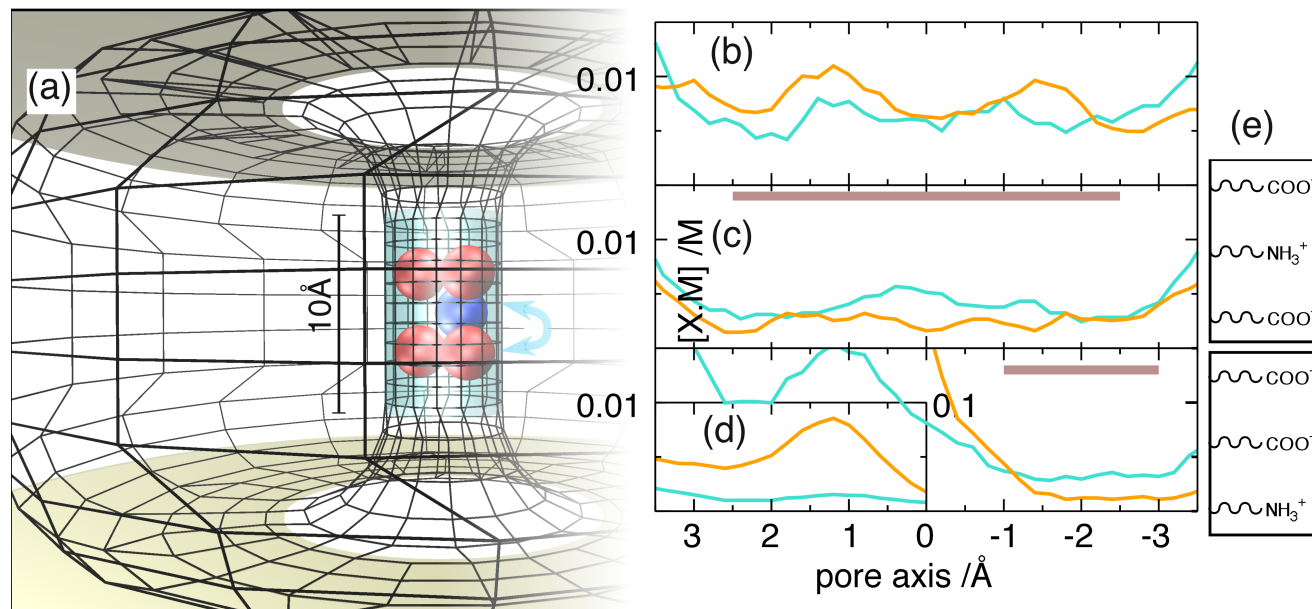 (a)
10Å
(b)
0.01
(c)
0.01
[X.M] /M
(d)
0.01
0.1
3 2 1 0 -1 -2 -3
pore axis /Å
(e)
COO⁻
NH₃⁺
COO⁻
COO⁻
COO⁻
NH₃⁺